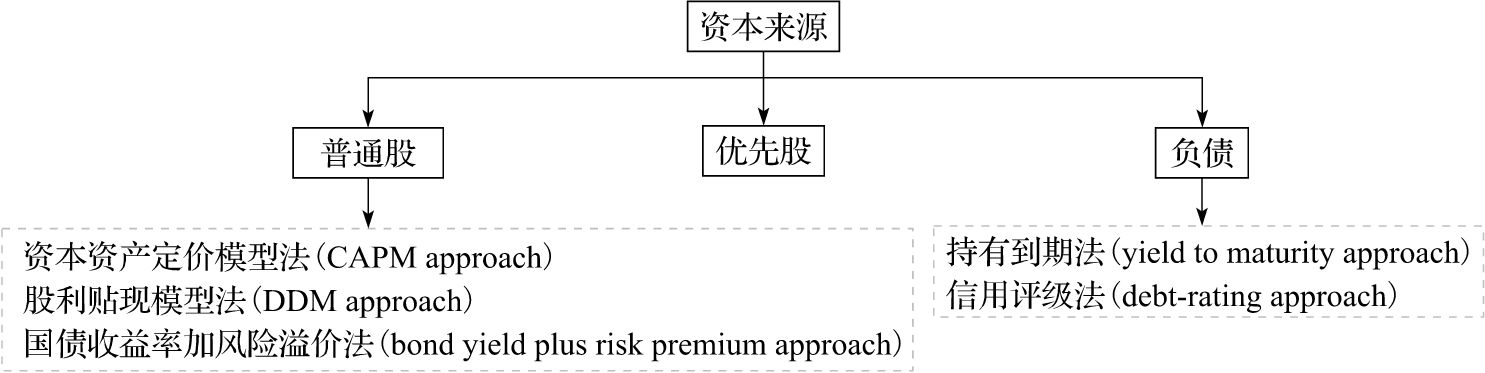 资本来源
普通股
优先股
负债
资本资产定价模型法(CAPM approach)
股利贴现模型法(DDM approach)
国债收益率加风险溢价法(bond yield plus risk premium approach)
持有到期法(yield to maturity approach)
信用评级法(debt-rating approach)